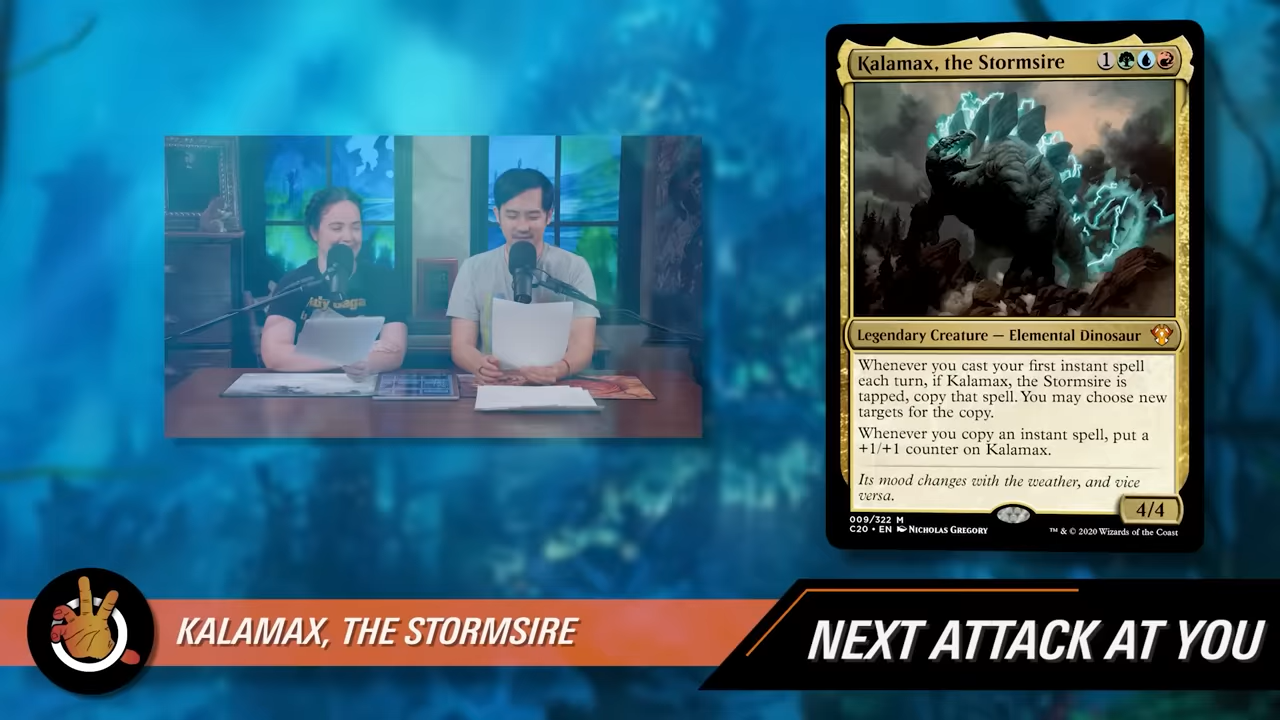 Kalamax, the Stormsire 1
Legendary Creature — Elemental Dinosaur
Whenever you cast your first instant spell
each turn, if Kalamax, the Stormsire is
tapped, copy that spell. You may choose new
targets for the copy.
Whenever you copy an instant spell, put a
+1/+1 counter on Kalamax.
Its mood changes with the weather, and vice
versa.
4/4
009/322 M
C20 • EN Nicholas Gregory
™ & © 2020 Wizards of the Coast
KALAMAX, THE STORMSIRE
NEXT ATTACK AT YOU